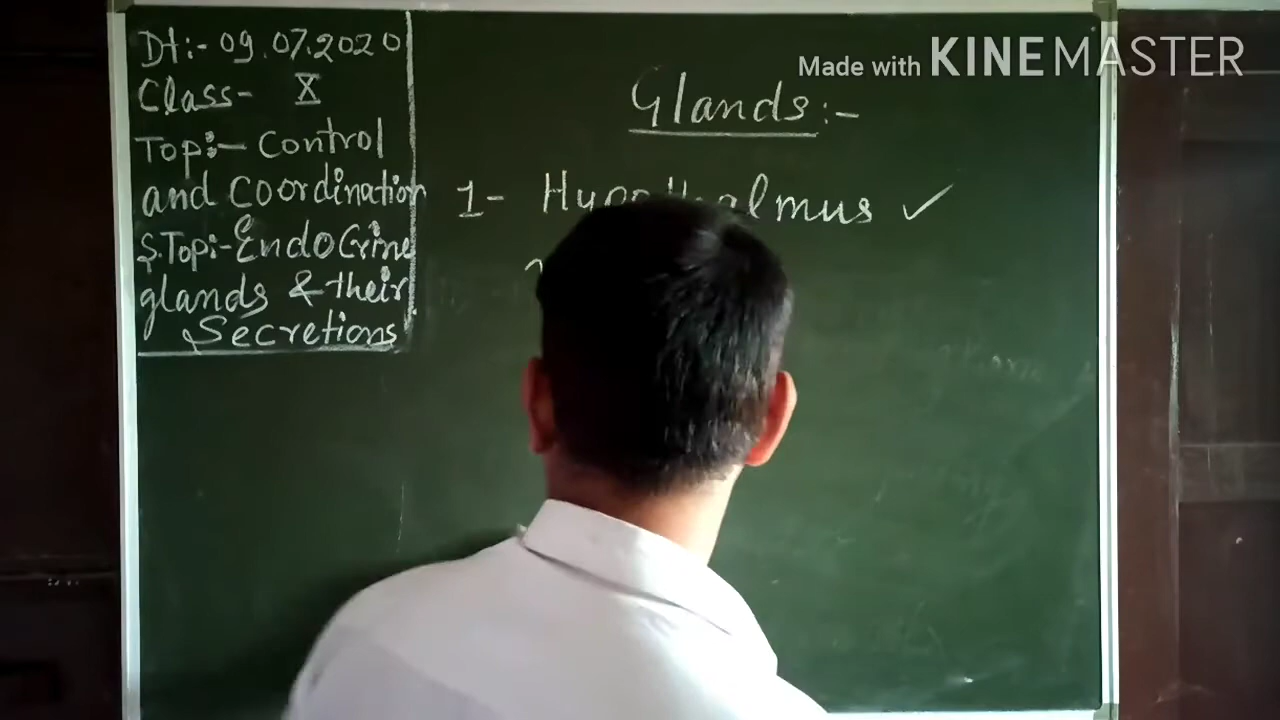 Dt:- 09.07.2020
Class- X
Top:- Control
and Coordination
S.Top:- EndoCrine
glands & their
Secretions
Made with KINEMASTER
Glands:-
1- ✓